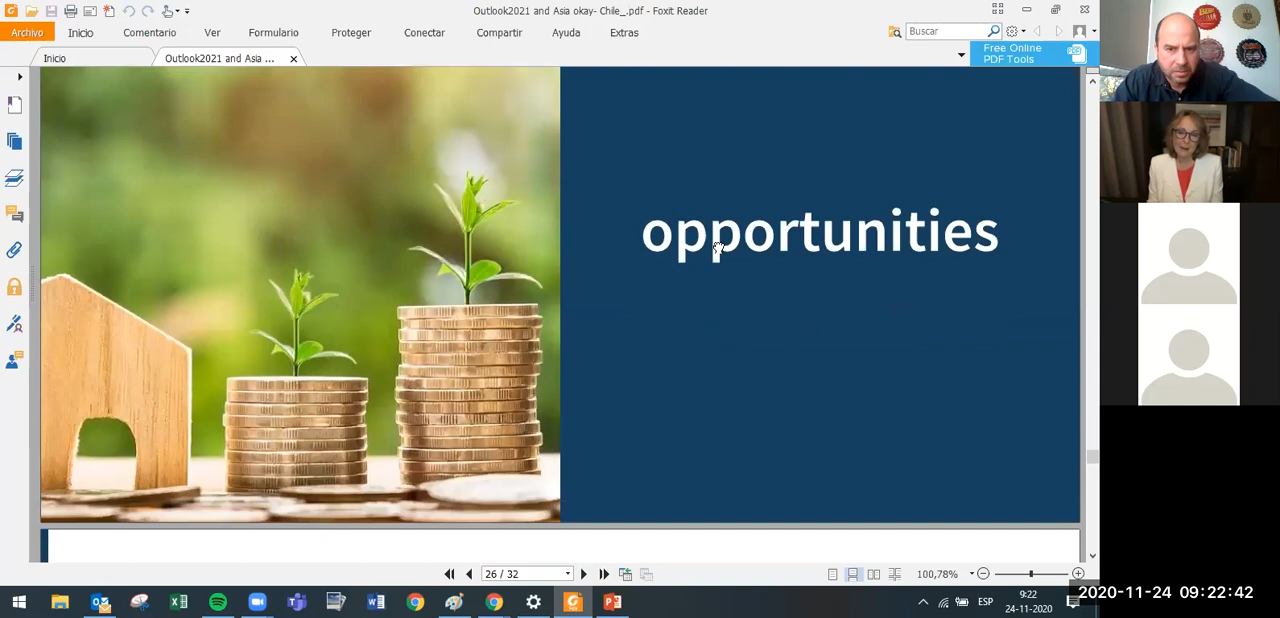 Outlook2021 and Asia okay- Chile_.pdf - Foxit Reader
Archivo Inicio Comentario Ver Formulario Proteger Conectar Compartir Ayuda Extras
Buscar
Inicio
Outlook2021 and Asia ...
Free Online
PDF Tools
opportunities
26 / 32
100,78%
ESP
9:22
24-11-2020
2020-11-24 09:22:42